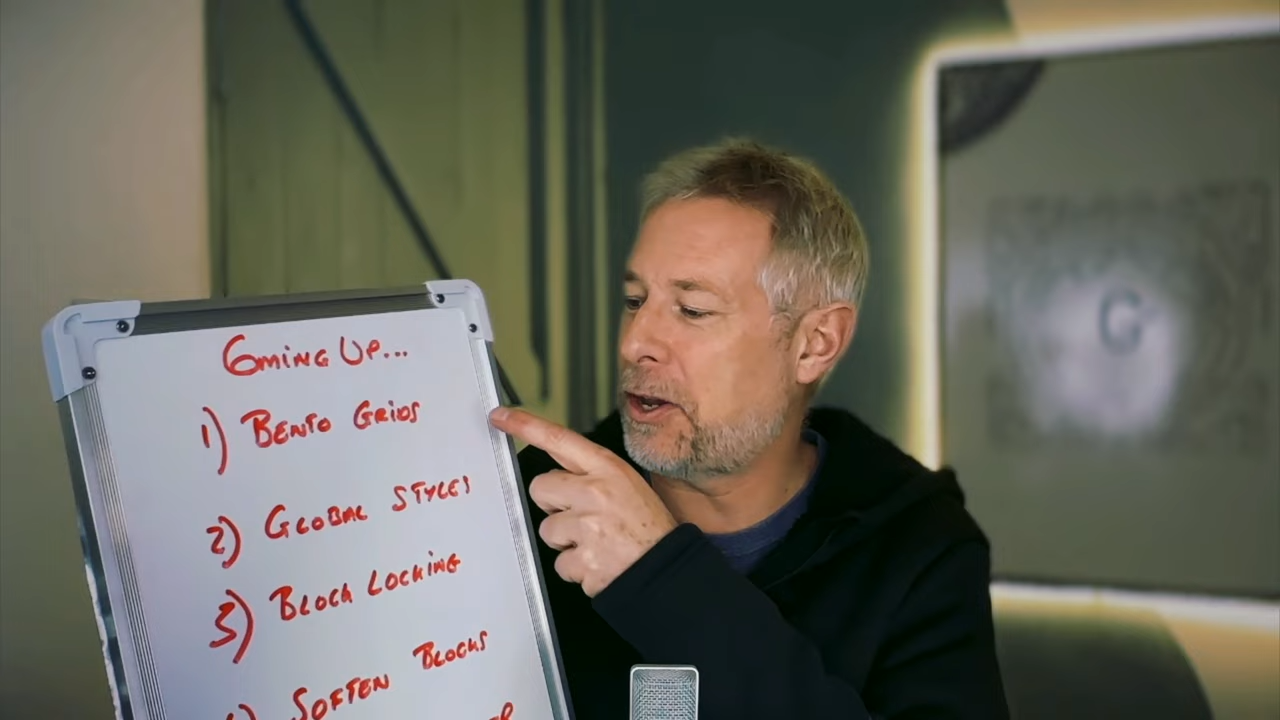 Coming Up...
1) Bento Grids
2) Global Styles
3) Block Locking
Soften Blocks
G